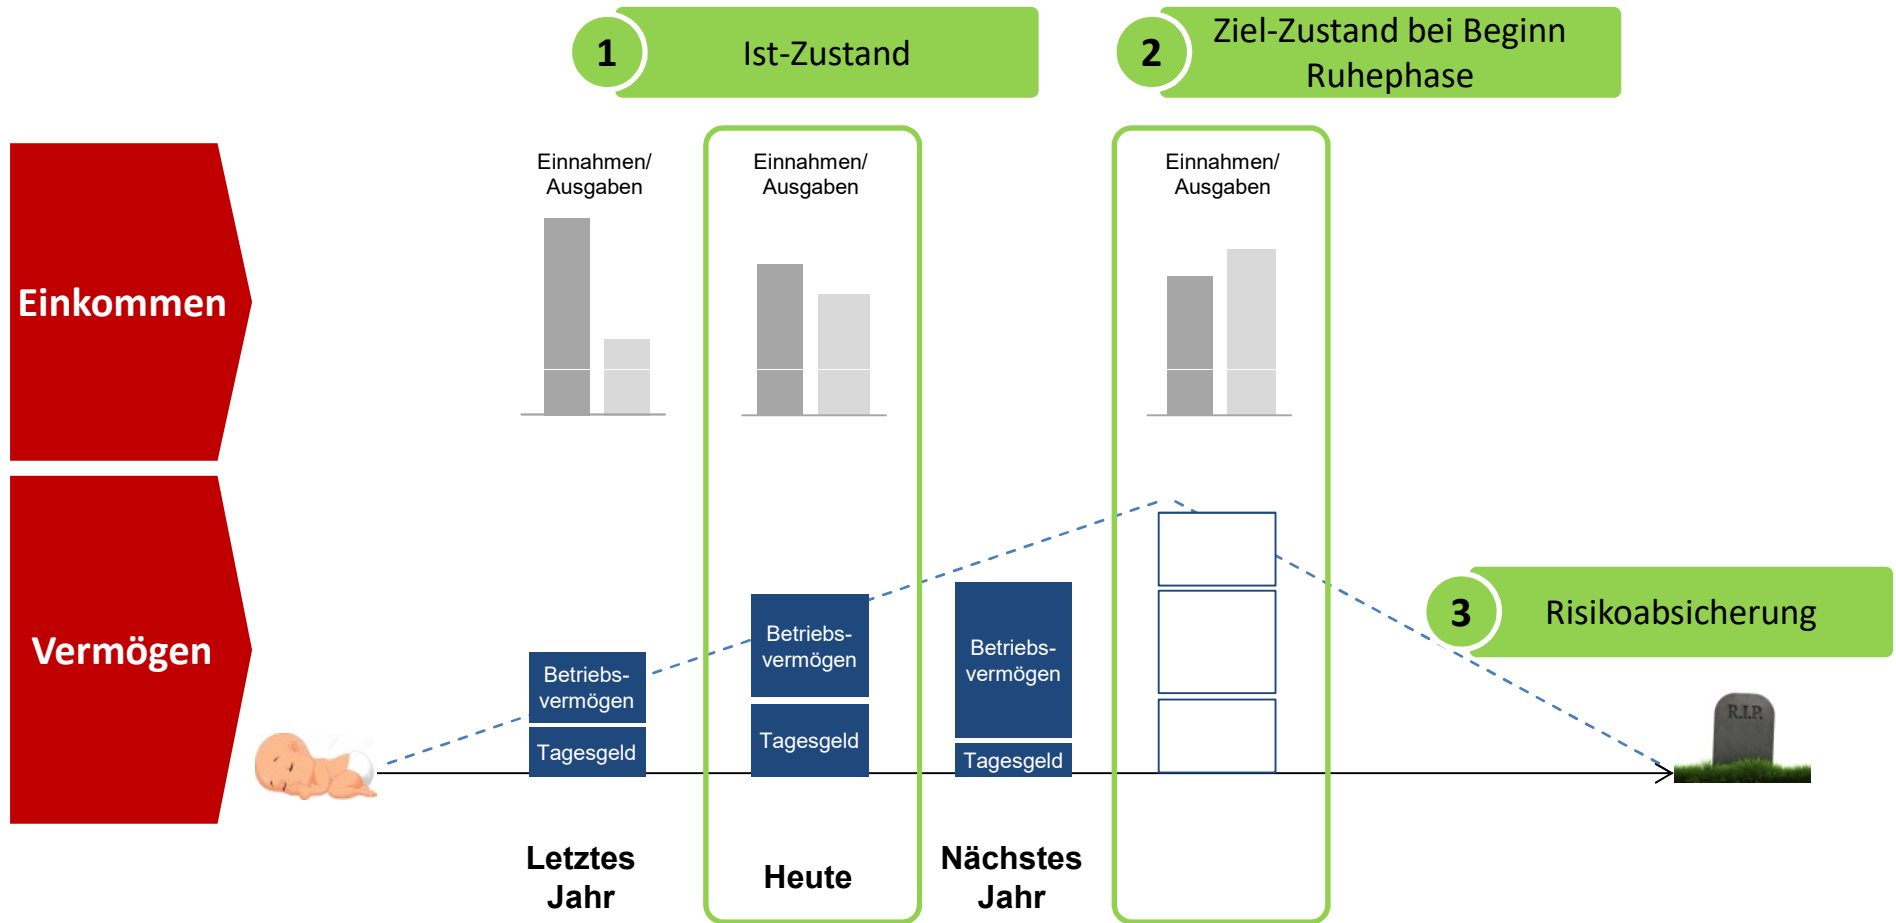 1
Ist-Zustand
2
Ziel-Zustand bei Beginn
Ruhephase
Einkommen
Einnahmen/
Ausgaben
Einnahmen/
Ausgaben
Einnahmen/
Ausgaben
Vermögen
Betriebs-
vermögen
Tagesgeld
Betriebs-
vermögen
Tagesgeld
Betriebs-
vermögen
Tagesgeld
3
Risikoabsicherung
R.I.P.
Letztes
Jahr
Heute
Nächstes
Jahr